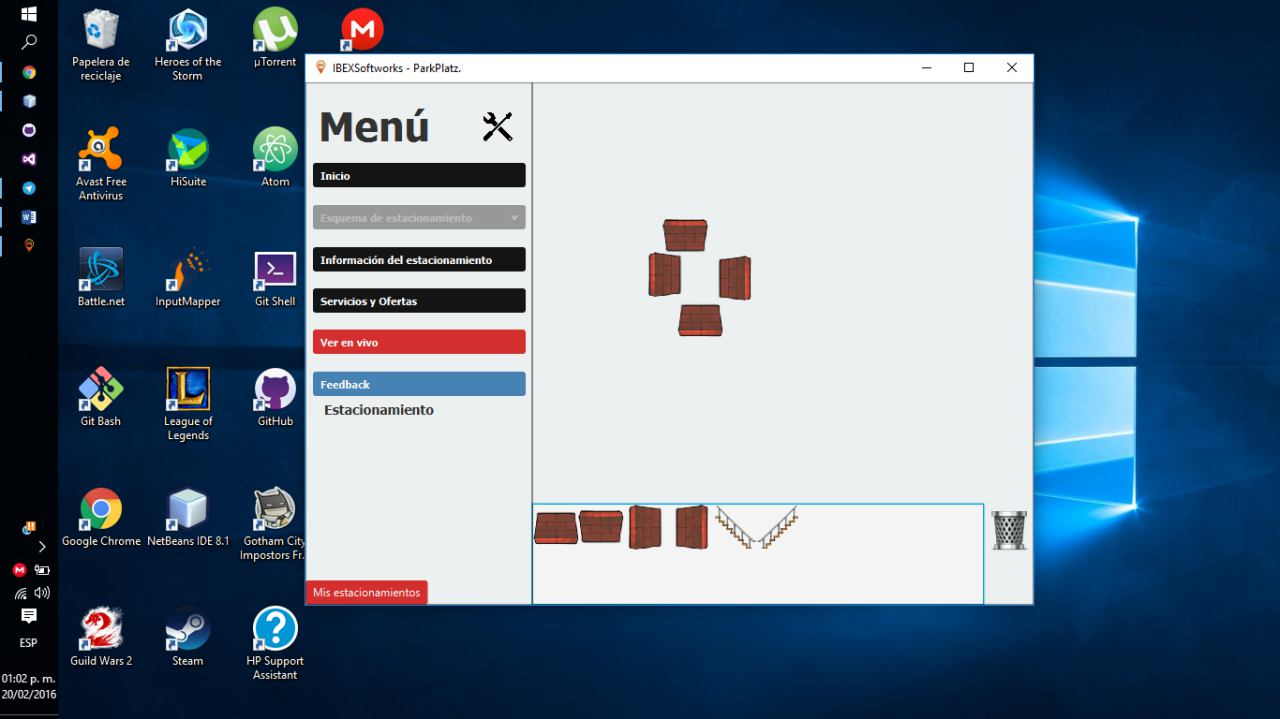 Papelera de
reciclaje
Heroes of the
Storm
µTorrent
Avast Free
Antivirus
HiSuite
Atom
Battle.net
InputMapper
Git Shell
Git Bash
League of
Legends
GitHub
Google Chrome
NetBeans IDE 8.1
Gotham City
Impostors Fr...
Guild Wars 2
Steam
HP Support
Assistant
ESP
01:02 p. m.
20/02/2016
IBEXSoftworks - ParkPlatz.
Menú
Inicio
Esquema de estacionamiento
Información del estacionamiento
Servicios y Ofertas
Ver en vivo
Feedback
Estacionamiento
Mis estacionamientos